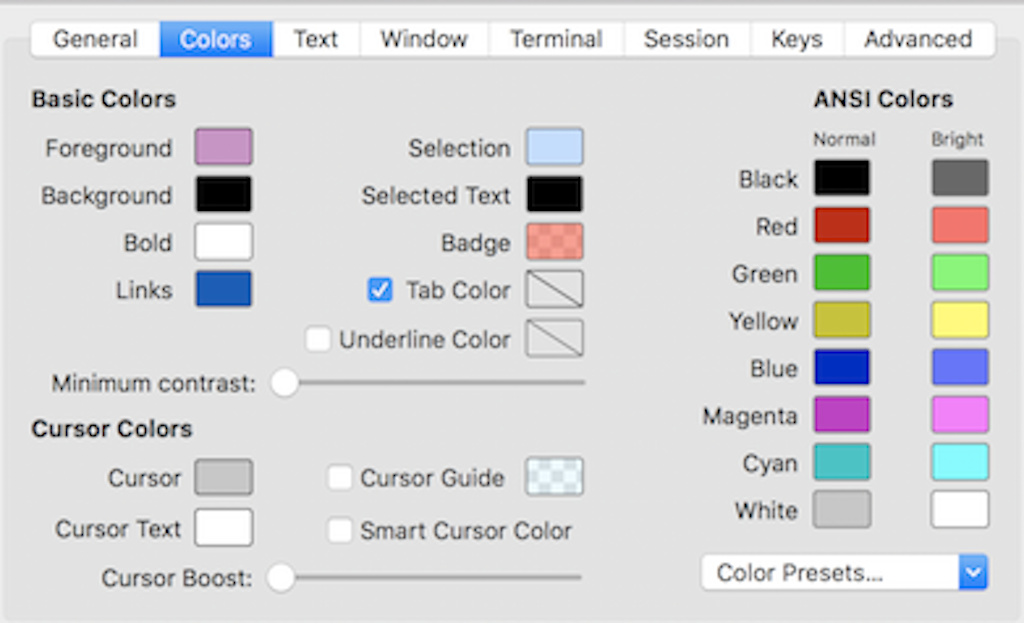 General Colors Text Window Terminal Session Keys Advanced
Basic Colors
Foreground
Background
Bold
Links
Selection
Selected Text
Badge
Tab Color
Underline Color
Minimum contrast:
Cursor Colors
Cursor
Cursor Text
Cursor Guide
Smart Cursor Color
Cursor Boost:
ANSI Colors
Normal Bright
Black
Red
Green
Yellow
Blue
Magenta
Cyan
White
Color Presets...